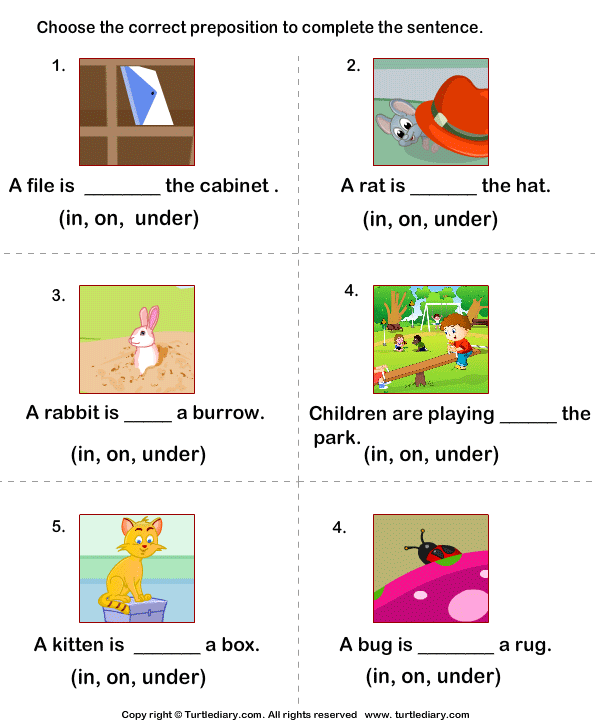 Choose the correct preposition to complete the sentence.
1.
A file is ________ the cabinet .
(in, on, under)
2.
A rat is _______ the hat.
(in, on, under)
3.
A rabbit is _____ a burrow.
(in, on, under)
4.
Children are playing ______ the
park.
(in, on, under)
5.
A kitten is _______ a box.
(in, on, under)
4.
A bug is ________ a rug.
(in, on, under)
Copy right © Turtlediary.com. All rights reserved www. turtlediary.com